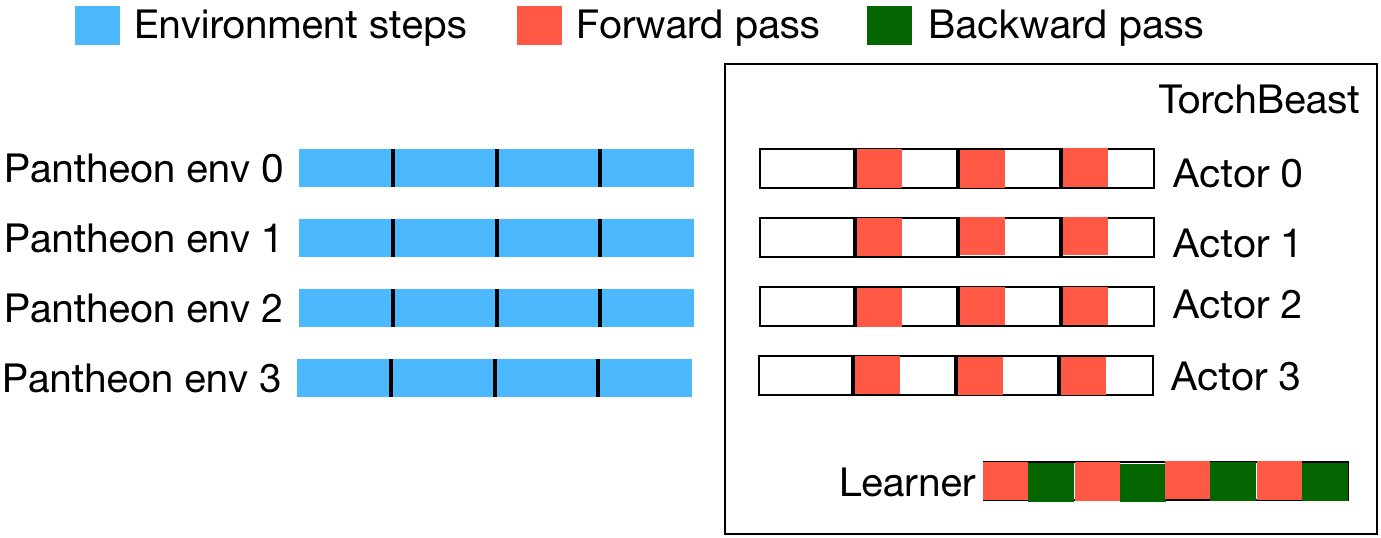 Environment steps
Forward pass
Backward pass
TorchBeast
Pantheon env 0
Actor 0
Pantheon env 1
Actor 1
Pantheon env 2
Actor 2
Pantheon env 3
Actor 3
Learner